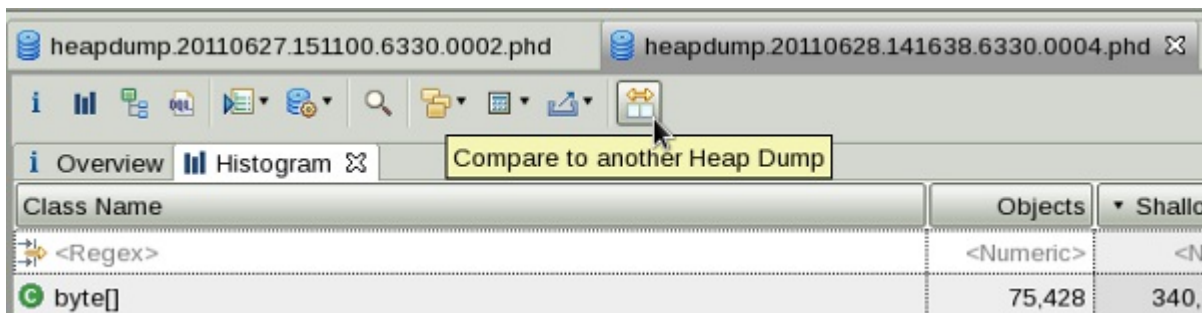 heapdump.20110627.151100.6330.0002.phd heapdump.20110628.141638.6330.0004.phd
i OQL
i Overview Histogram Compare to another Heap Dump
Class Name Objects Shallo
<Regex> <Numeric> <N
C byte[] 75,428 340,